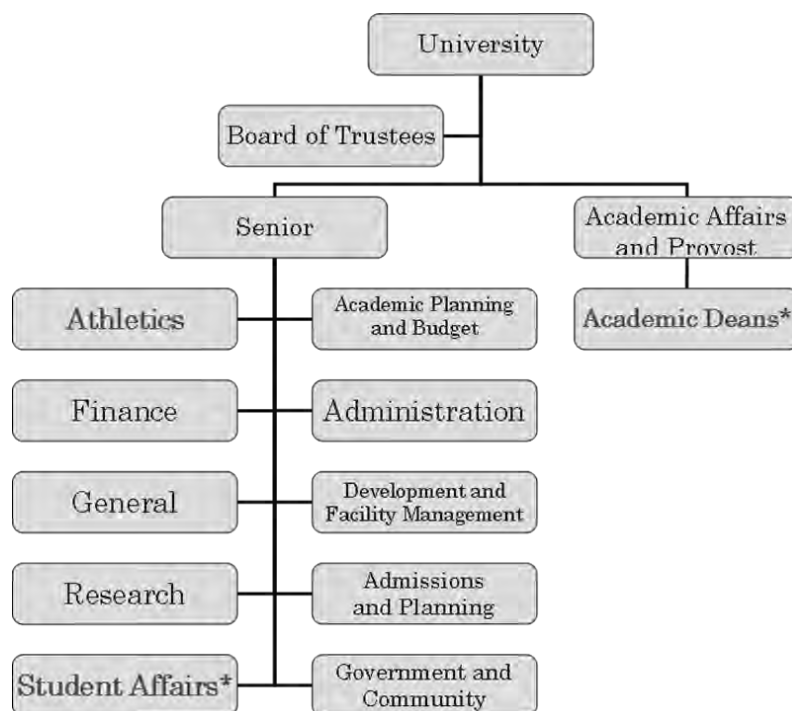 University
Board of Trustees
Senior
Academic Affairs
and Provost
Athletics
Academic Planning
and Budget
Academic Deans*
Finance
Administration
General
Development and
Facility Management
Research
Admissions
and Planning
Student Affairs*
Government and
Community